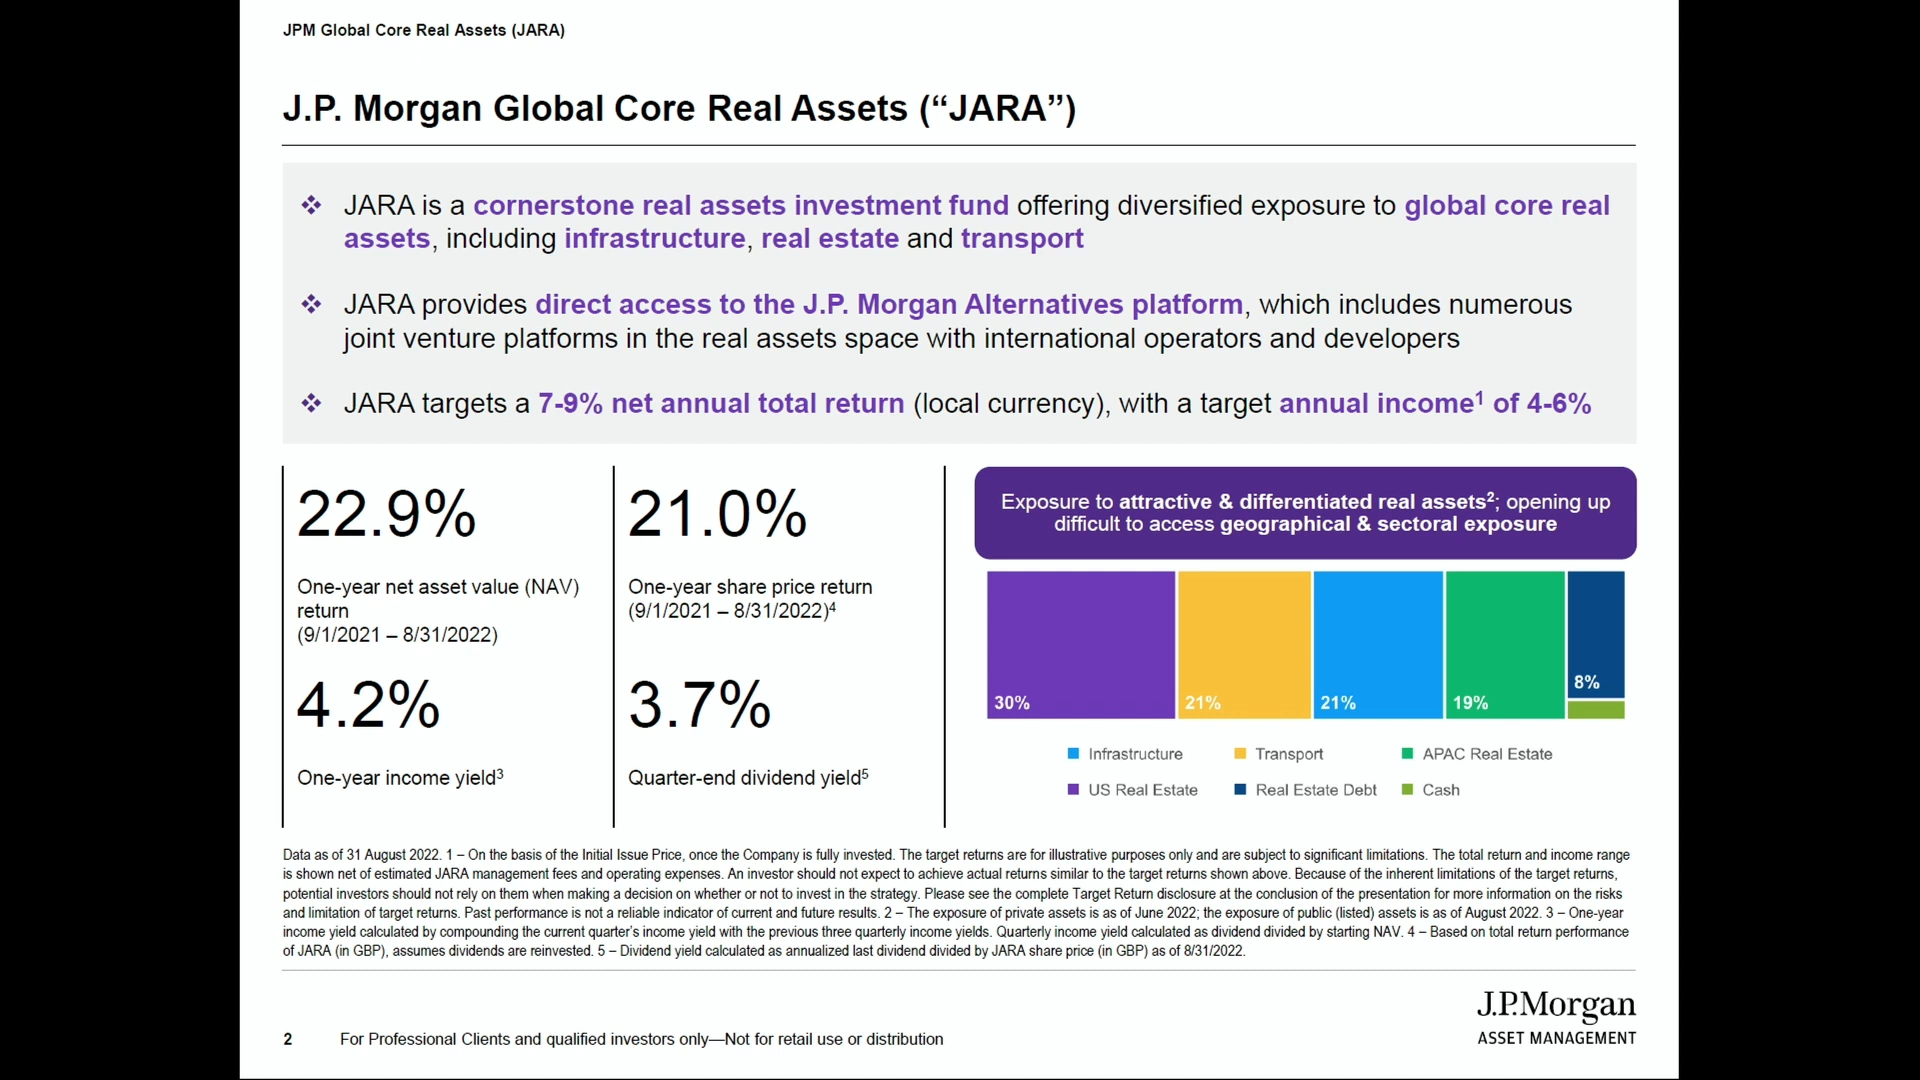 JPM Global Core Real Assets (JARA)
J.P. Morgan Global Core Real Assets (“JARA”)
❖ JARA is a cornerstone real assets investment fund offering diversified exposure to global core real
assets, including infrastructure, real estate and transport
❖ JARA provides direct access to the J.P. Morgan Alternatives platform, which includes numerous
joint venture platforms in the real assets space with international operators and developers
❖ JARA targets a 7-9% net annual total return (local currency), with a target annual income¹ of 4-6%
22.9%
One-year net asset value (NAV)
return
(9/1/2021 – 8/31/2022)
21.0%
One-year share price return
(9/1/2021 – 8/31/2022)⁴
4.2%
One-year income yield³
3.7%
Quarter-end dividend yield⁵
Exposure to attractive & differentiated real assets²; opening up
difficult to access geographical & sectoral exposure
30%
21%
21%
19%
8%
Infrastructure
Transport
APAC Real Estate
US Real Estate
Real Estate Debt
Cash
Data as of 31 August 2022. 1 – On the basis of the Initial Issue Price, once the Company is fully invested. The target returns are for illustrative purposes only and are subject to significant limitations. The total return and income range
is shown net of estimated JARA management fees and operating expenses. An investor should not expect to achieve actual returns similar to the target returns shown above. Because of the inherent limitations of the target returns,
potential investors should not rely on them when making a decision on whether or not to invest in the strategy. Please see the complete Target Return disclosure at the conclusion of the presentation for more information on the risks
and limitation of target returns. Past performance is not a reliable indicator of current and future results. 2 – The exposure of private assets is as of June 2022; the exposure of public (listed) assets is as of August 2022. 3 – One-year
income yield calculated by compounding the current quarter’s income yield with the previous three quarterly income yields. Quarterly income yield calculated as dividend divided by starting NAV. 4 – Based on total return performance
of JARA (in GBP), assumes dividends are reinvested. 5 – Dividend yield calculated as annualized last dividend divided by JARA share price (in GBP) as of 8/31/2022.
2 For Professional Clients and qualified investors only—Not for retail use or distribution
J.P.Morgan
ASSET MANAGEMENT